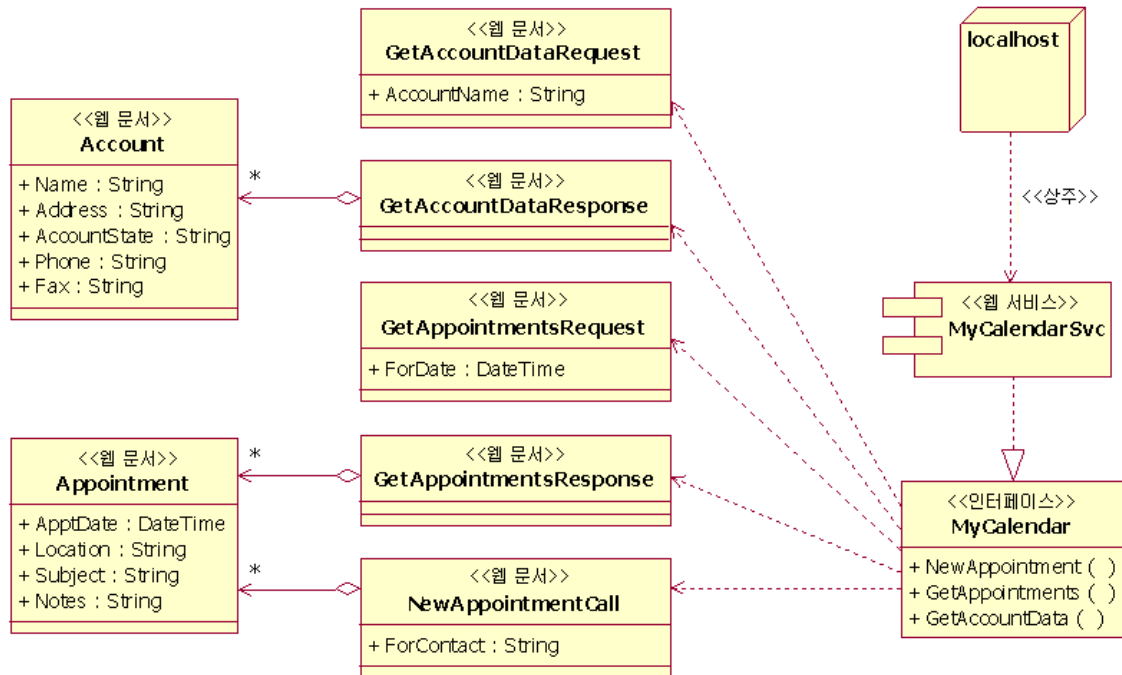 <<웹 문서>>
GetAccountDataRequest
+ AccountName : String
localhost
<<웹 문서>>
Account
+ Name : String
+ Address : String
+ AccountState : String
+ Phone : String
+ Fax : String
*
<<웹 문서>>
GetAccountDataResponse
<<상주>>
<<웹 문서>>
GetAppointmentsRequest
+ ForDate : DateTime
<<웹 서비스>>
MyCalendarSvc
<<웹 문서>>
Appointment
+ ApptDate : DateTime
+ Location : String
+ Subject : String
+ Notes : String
*
<<웹 문서>>
GetAppointmentsResponse
*
<<웹 문서>>
NewAppointmentCall
+ ForContact : String
<<인터페이스>>
MyCalendar
+ NewAppointment ( )
+ GetAppointments ( )
+ GetAccountData ( )